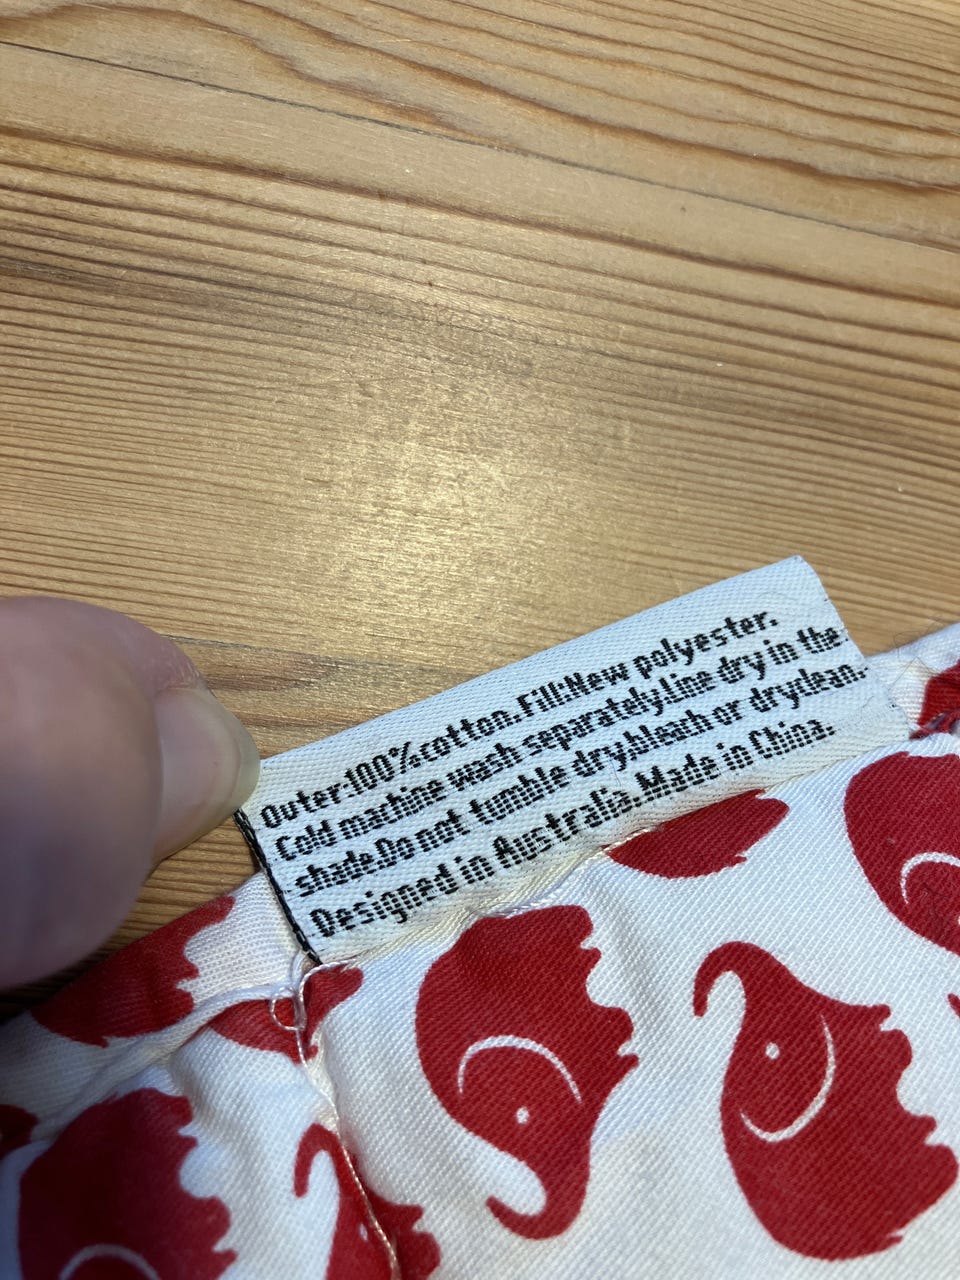 Outer:100%cotton.Fill:New polyester.
Cold machine wash separately.Line dry in the
shade.Do not tumble dry,bleash or dryclean.
Designed in Australia.Made in China.